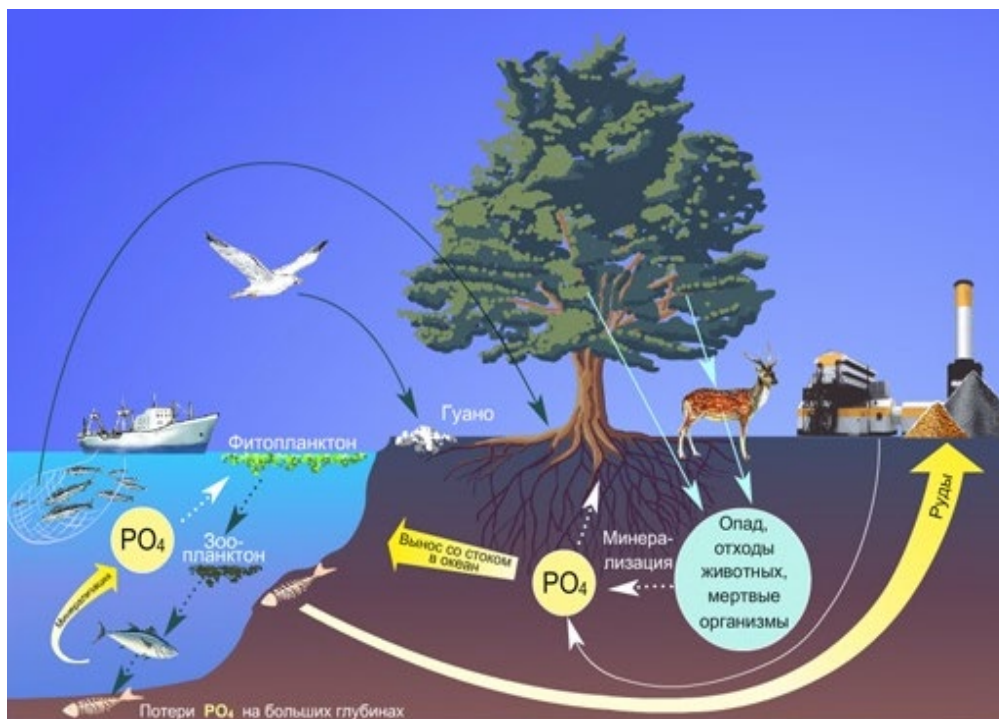 Гуано
Фитопланктон
PO₄
Зоо-
планктон
Минерализация
Вынос со стоком
в океан
Минера-
лизация
PO₄
Опад,
отходы
животных,
мертвые
организмы
Руды
Потери PO₄ на больших глубинах